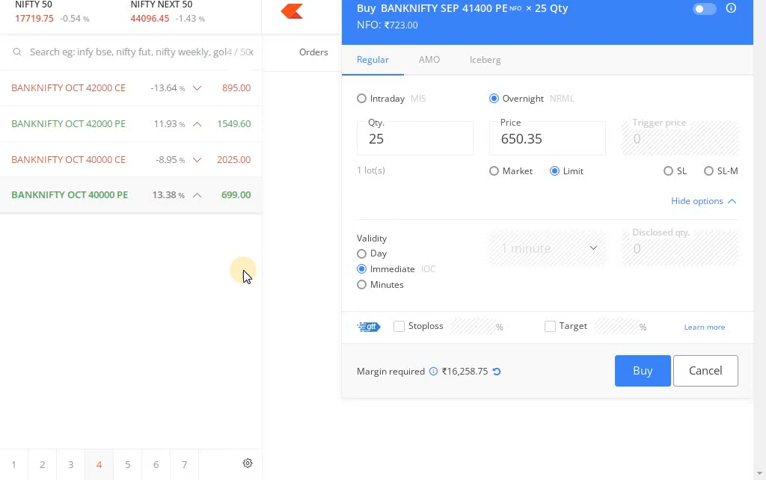 NIFTY 50
17719.75 -0.54 %
NIFTY NEXT 50
44096.45 -1.43 %
Search eg: infy bse, nifty fut, nifty weekly, gol 4 / 50
BANKNIFTY OCT 42000 CE -13.64 % 895.00
BANKNIFTY OCT 42000 PE 11.93 % 1549.60
BANKNIFTY OCT 40000 CE -8.95 % 2025.00
BANKNIFTY OCT 40000 PE 13.38 % 699.00
1 2 3 4 5 6 7
Orders
Buy BANKNIFTY SEP 41400 PE NFO × 25 Qty
NFO: ₹723.00
Regular AMO Iceberg
Intraday MIS Overnight NRML
Qty. Price Trigger price
25 650.35 0
1 lot(s) Market Limit SL SL-M
Hide options
Validity
Day
Immediate IOC
Minutes
1 minute
Disclosed qty.
0
off Stoploss % Target % Learn more
Margin required ₹16,258.75
Buy Cancel